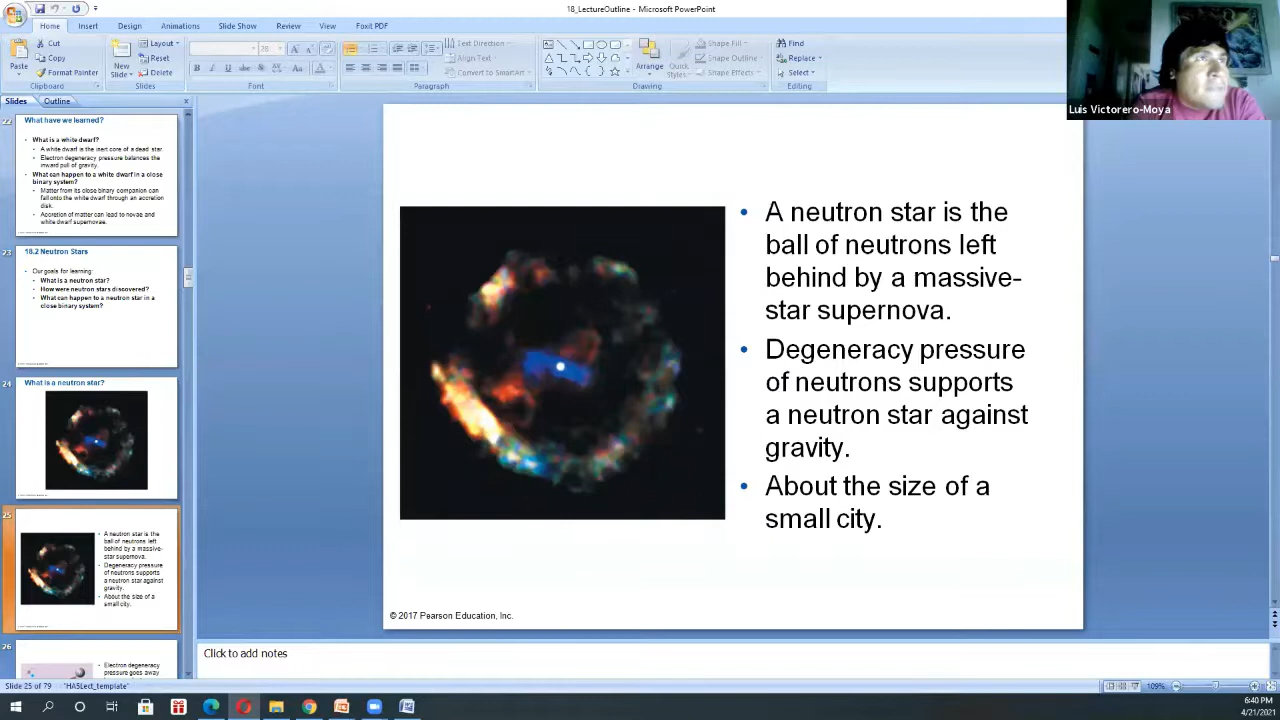 18_LectureOutline - Microsoft PowerPoint
Home Insert Design Animations Slide Show Review View Foxit PDF
Paste
Cut
Copy
Format Painter
Clipboard
New Slide
Layout
Reset
Delete
Slides
28
Font
Paragraph
Text Direction
Align Text
Convert to SmartArt
Arrange
Quick Styles
Shape Fill
Shape Outline
Shape Effects
Drawing
Find
Replace
Select
Editing
Luis Victorero-Moya
Slides Outline
22
What have we learned?
What is a white dwarf?
A white dwarf is the inert core of a dead star.
Electron degeneracy pressure balances the
inward pull of gravity.
What can happen to a white dwarf in a close
binary system?
Matter from its close binary companion can
fall onto the white dwarf through an accretion
disk.
Accretion of matter can lead to novae and
white dwarf supernovae.
23
18.2 Neutron Stars
Our goals for learning:
What is a neutron star?
How were neutron stars discovered?
What can happen to a neutron star in a
close binary system?
24
What is a neutron star?
25
A neutron star is the
ball of neutrons left
behind by a massive-
star supernova.
Degeneracy pressure
of neutrons supports
a neutron star against
gravity.
About the size of a
small city.
26
Electron degeneracy
pressure goes away
• A neutron star is the
ball of neutrons left
behind by a massive-
star supernova.
• Degeneracy pressure
of neutrons supports
a neutron star against
gravity.
• About the size of a
small city.
© 2017 Pearson Education, Inc.
Click to add notes
Slide 25 of 79 "HA5Lect_template"
109%
6:40 PM
4/21/2021